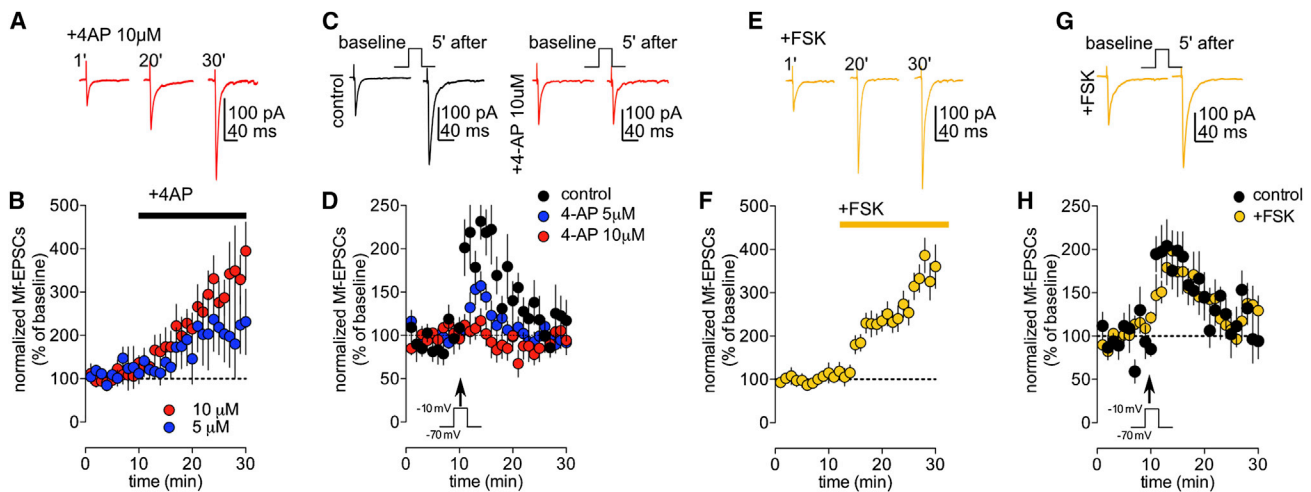 A
+4AP 10µM
1' 20' 30'
100 pA
40 ms
B
+4AP
normalized Mf-EPSCs
(% of baseline)
500
400
300
200
100
0
10 µM
5 µM
0 10 20 30
time (min)
C
baseline 5' after
control
100 pA
40 ms
baseline 5' after
+4-AP 10uM
100 pA
40 ms
D
control
4-AP 5µM
4-AP 10µM
normalized Mf-EPSCs
(% of baseline)
250
200
150
100
50
0
-10 mV
-70 mV
0 10 20 30
time (min)
E
+FSK
1' 20' 30'
100 pA
40 ms
F
+FSK
normalized Mf-EPSCs
(% of baseline)
500
400
300
200
100
0
0 10 20 30
time (min)
G
baseline 5' after
+FSK
100 pA
40 ms
H
control
+FSK
normalized Mf-EPSCs
(% of baseline)
250
200
150
100
50
0
-10 mV
-70 mV
0 10 20 30
time (min)